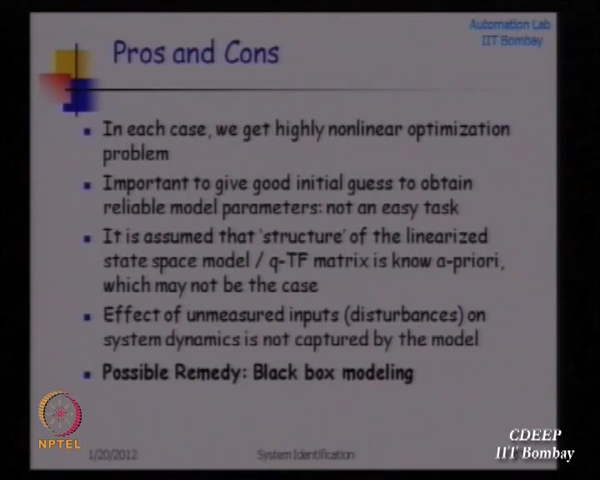 Automation Lab
IIT Bombay
Pros and Cons
In each case, we get highly nonlinear optimization
problem
Important to give good initial guess to obtain
reliable model parameters: not an easy task
It is assumed that 'structure' of the linearized
state space model / q-TF matrix is know a-priori,
which may not be the case
Effect of unmeasured inputs (disturbances) on
system dynamics is not captured by the model
Possible Remedy: Black box modeling
NPTEL
1/20/2012
System Identification
CDEEP
IIT Bombay